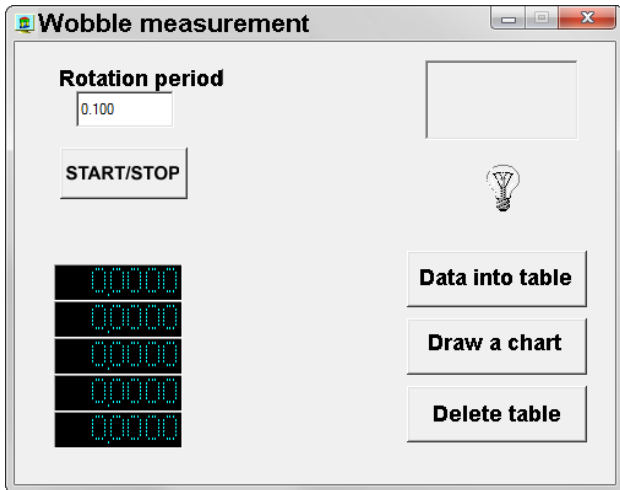 Wobble measurement
Rotation period
0.100
START/STOP
0,0000
0,0000
0,0000
0,0000
0,0000
Data into table
Draw a chart
Delete table